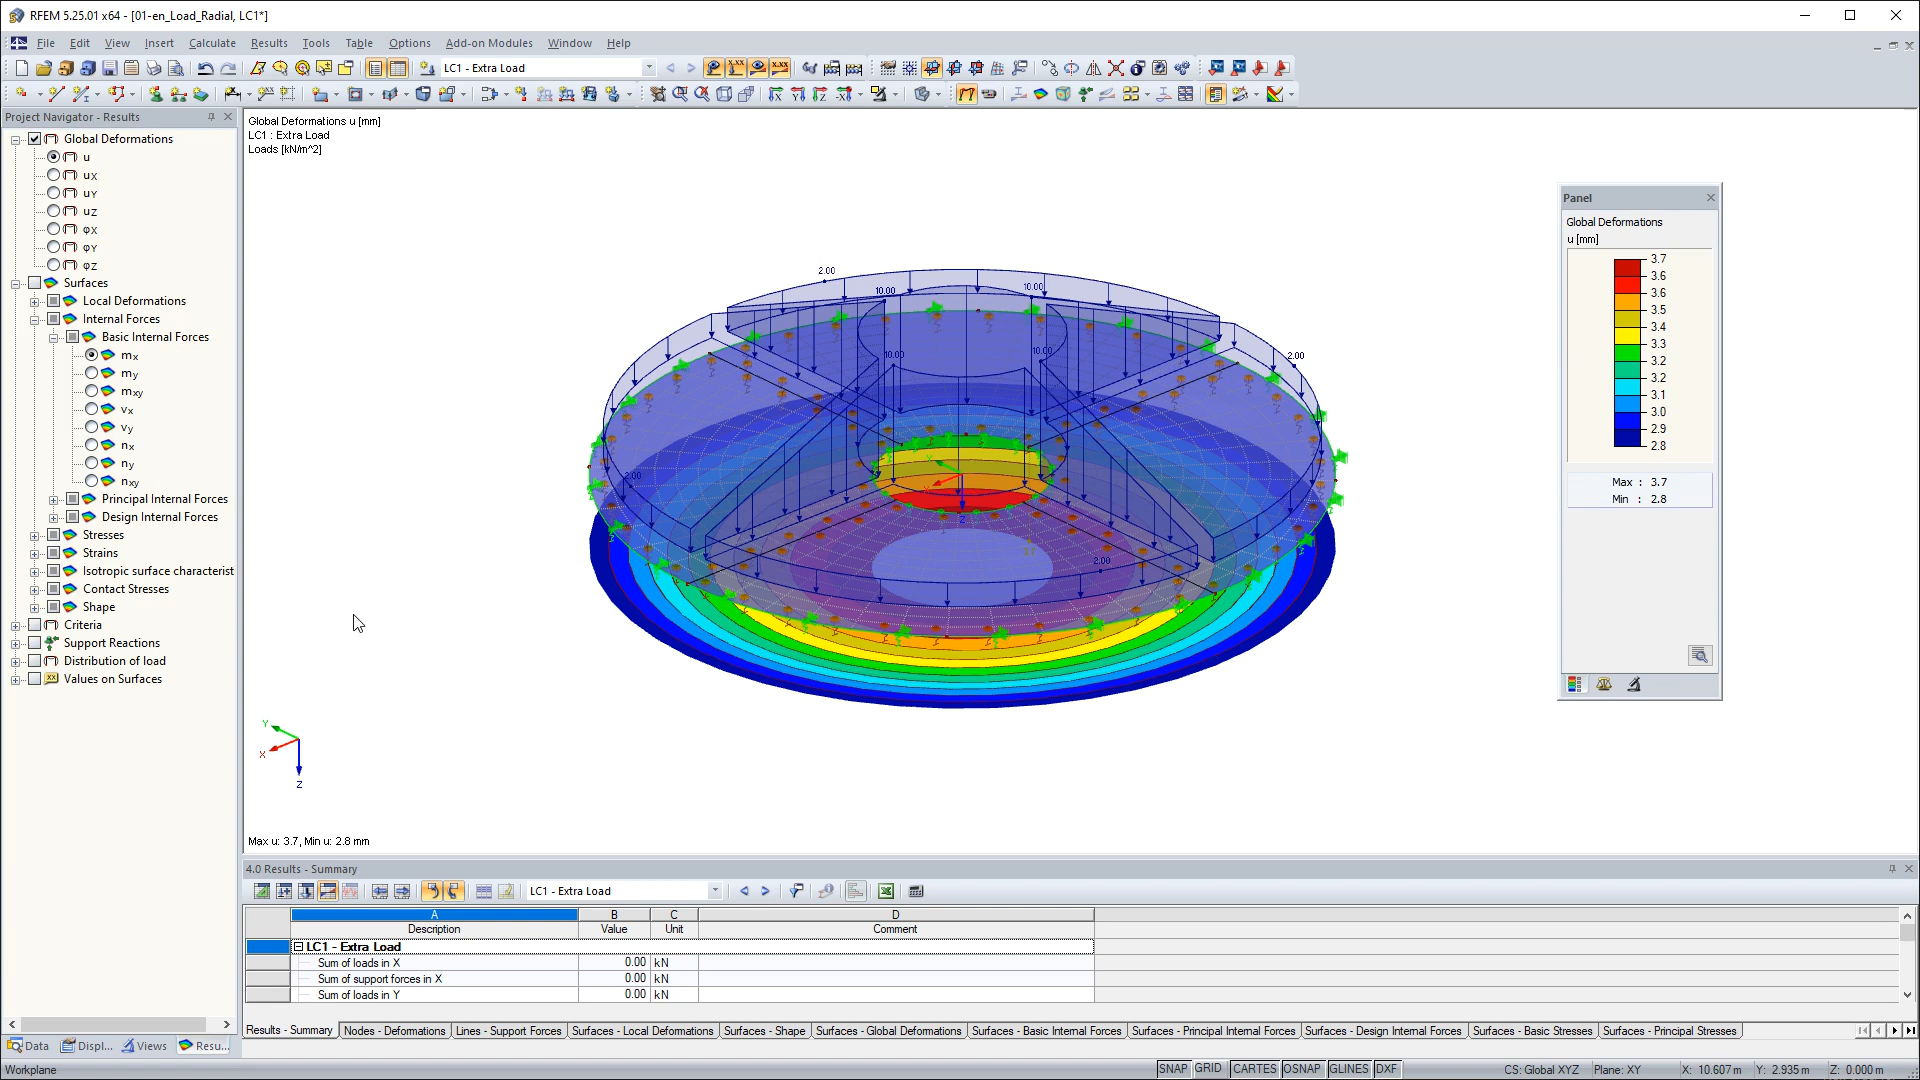 RFEM 5.25.01 x64 - [01-en_Load_Radial, LC1*]
File Edit View Insert Calculate Results Tools Table Options Add-on Modules Window Help
LC1 - Extra Load
Project Navigator - Results
Global Deformations
u
uX
uY
uZ
φX
φY
φZ
Surfaces
Local Deformations
Internal Forces
Basic Internal Forces
mx
my
mxy
vx
vy
nx
ny
nxy
Principal Internal Forces
Design Internal Forces
Stresses
Strains
Isotropic surface characterist
Contact Stresses
Shape
Criteria
Support Reactions
Distribution of load
Values on Surfaces
Data Displ... Views Resu...
Global Deformations u [mm]
LC1 : Extra Load
Loads [kN/m^2]
2.00
10.00 10.00
10.00 10.00
2.00
2.00
2.00
Y
X
Z
Max u: 3.7, Min u: 2.8 mm
Panel
Global Deformations
u [mm]
3.7
3.6
3.6
3.5
3.4
3.3
3.2
3.2
3.1
3.0
2.9
2.8
Max : 3.7
Min : 2.8
4.0 Results - Summary
LC1 - Extra Load
A B C D
Description Value Unit Comment
LC1 - Extra Load
Sum of loads in X 0.00 kN
Sum of support forces in X 0.00 kN
Sum of loads in Y 0.00 kN
Results - Summary Nodes - Deformations Lines - Support Forces Surfaces - Local Deformations Surfaces - Shape Surfaces - Global Deformations Surfaces - Basic Internal Forces Surfaces - Principal Internal Forces Surfaces - Design Internal Forces Surfaces - Basic Stresses Surfaces - Principal Stresses
Workplane SNAP GRID CARTES OSNAP GLINES DXF CS: Global XYZ Plane: XY X: 10.607 m Y: 2.935 m Z: 0.000 m